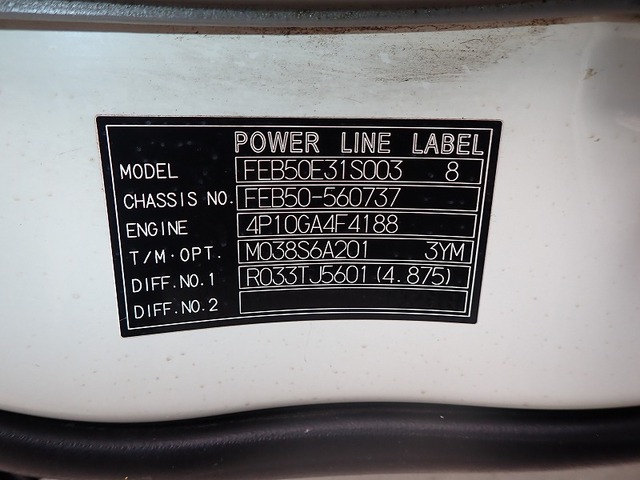 POWER LINE LABEL
MODEL FEB50E31S003 8
CHASSIS NO. FEB50-560737
ENGINE 4P10GA4F4188
T/M·OPT. M038S6A201 3YM
DIFF.NO.1 R033TJ5601(4.875)
DIFF.NO.2